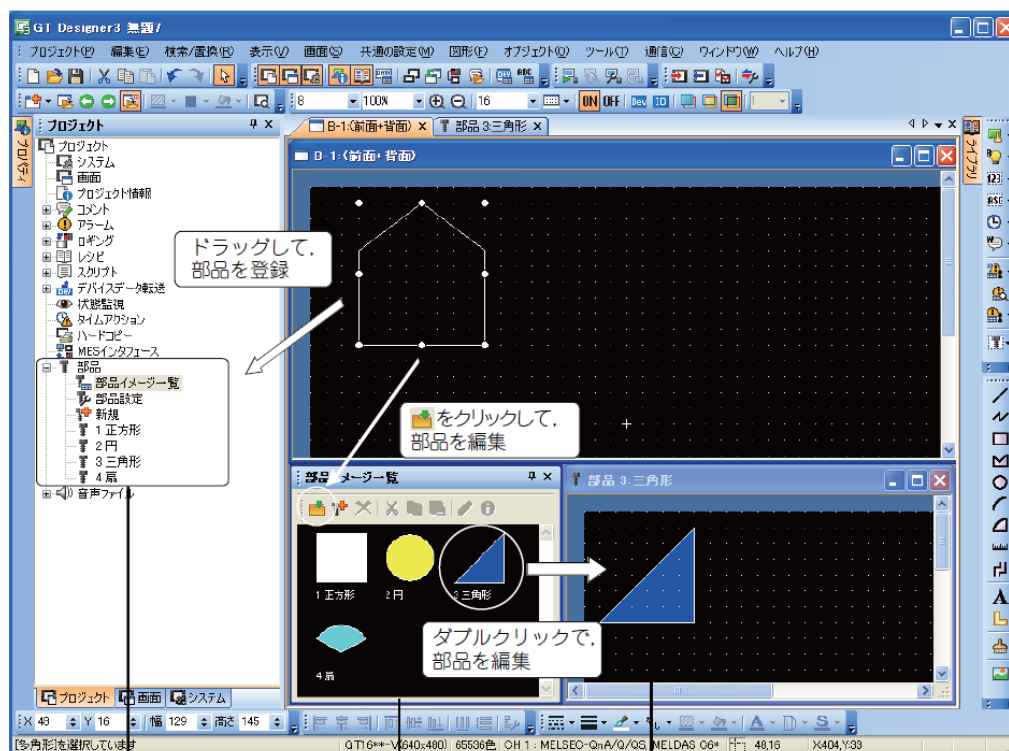 GT Designer3 無題7
プロジェクト(P) 編集(E) 検索/置換(R) 表示(V) 画面(S) 共通の設定(M) 図形(F) オブジェクト(O) ツール(T) 通信(C) ウィンドウ(W) ヘルプ(H)
8 100% 16 ON OFF Dev ID
プロパティ
プロジェクト
プロジェクト
システム
画面
プロジェクト情報
コメント
アラーム
ロギング
レシピ
スクリプト
デバイスデータ転送
状態監視
タイムアクション
ハードコピー
MESインタフェース
部品
部品イメージ一覧
部品設定
新規
1 正方形
2 円
3 三角形
4 扇
音声ファイル
プロジェクト 画面 システム
B-1:(前面+背面) 部品 3:三角形
B-1:(前面+背面)
ライブラリ
ドラッグして,
部品を登録
をクリックして,
部品を編集
部品イメージ一覧
1 正方形 2 円 3 三角形
4 扇
部品 3:三角形
ダブルクリックで,
部品を編集
X 48 Y 16 幅 129 高さ 145
[多角形]を選択しています
GT16**-V(640x480) 65536色 CH 1 : MELSEC-QnA/Q/QS, MELDAS C6* 48,16 X:404,Y:33